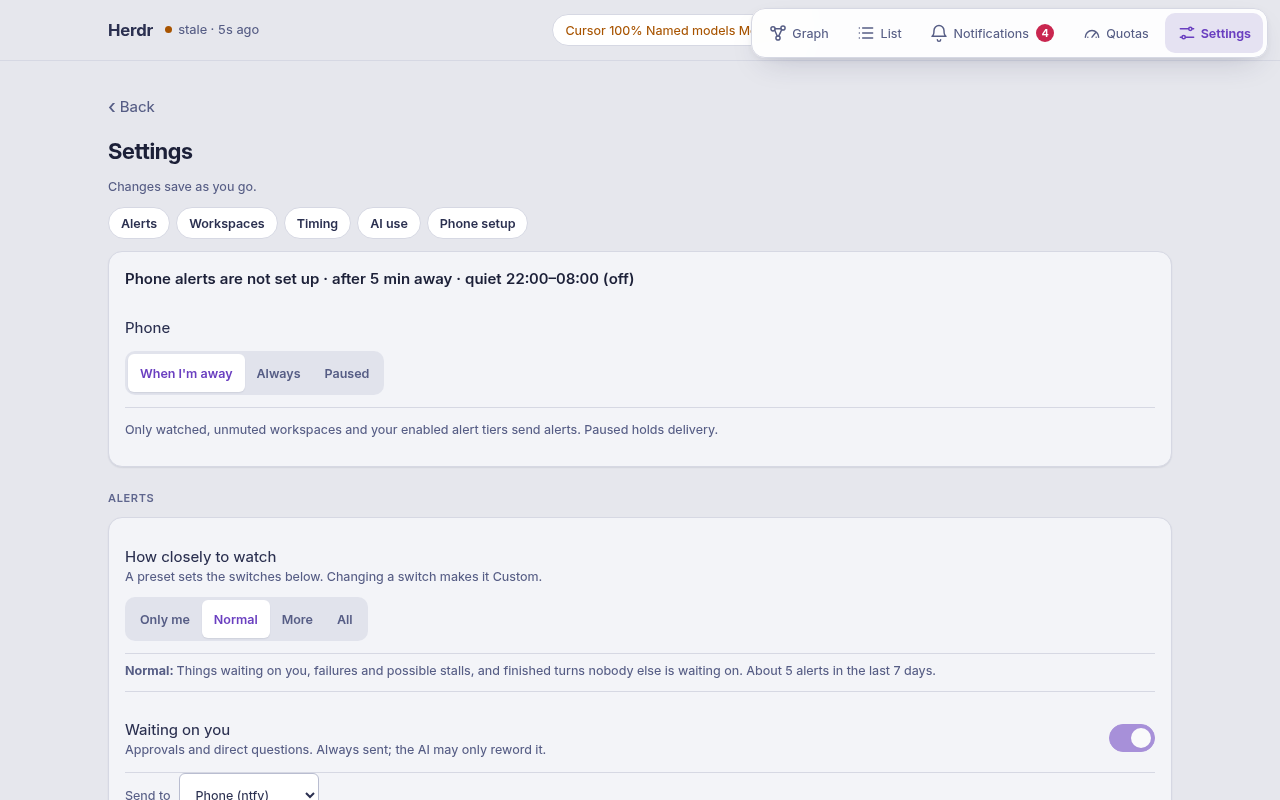 Herdr
stale · 5s ago
Cursor 100% Named models
Graph
List
Notifications
4
Quotas
Settings
‹ Back
Settings
Changes save as you go.
Alerts
Workspaces
Timing
AI use
Phone setup
Phone alerts are not set up · after 5 min away · quiet 22:00–08:00 (off)
Phone
When I'm away
Always
Paused
Only watched, unmuted workspaces and your enabled alert tiers send alerts. Paused holds delivery.
ALERTS
How closely to watch
A preset sets the switches below. Changing a switch makes it Custom.
Only me
Normal
More
All
Normal: Things waiting on you, failures and possible stalls, and finished turns nobody else is waiting on. About 5 alerts in the last 7 days.
Waiting on you
Approvals and direct questions. Always sent; the AI may only reword it.
Send to
Phone (ntfy)